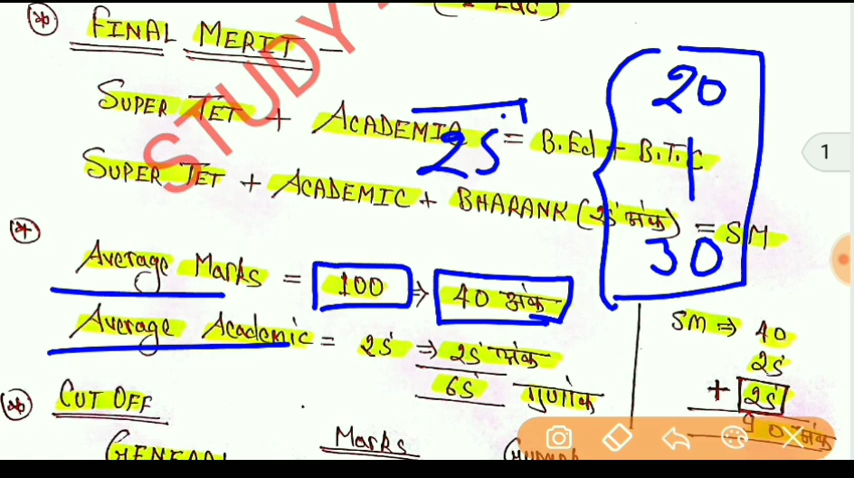 FINAL MERIT -
SUPER TET + ACADEMIC = B.Ed + B.T.C
25
20
SUPER TET + ACADEMIC + BHARANK (25 अंक) = SM
30
Average Marks = 100 ⇒ 40 अंक
Average Academic = 25 ⇒ 25 अंक
65 गुणांक
SM ⇒ 40
25
+ 25
90 अंक
CUT OFF
Marks
GENERAL
STUDY
1